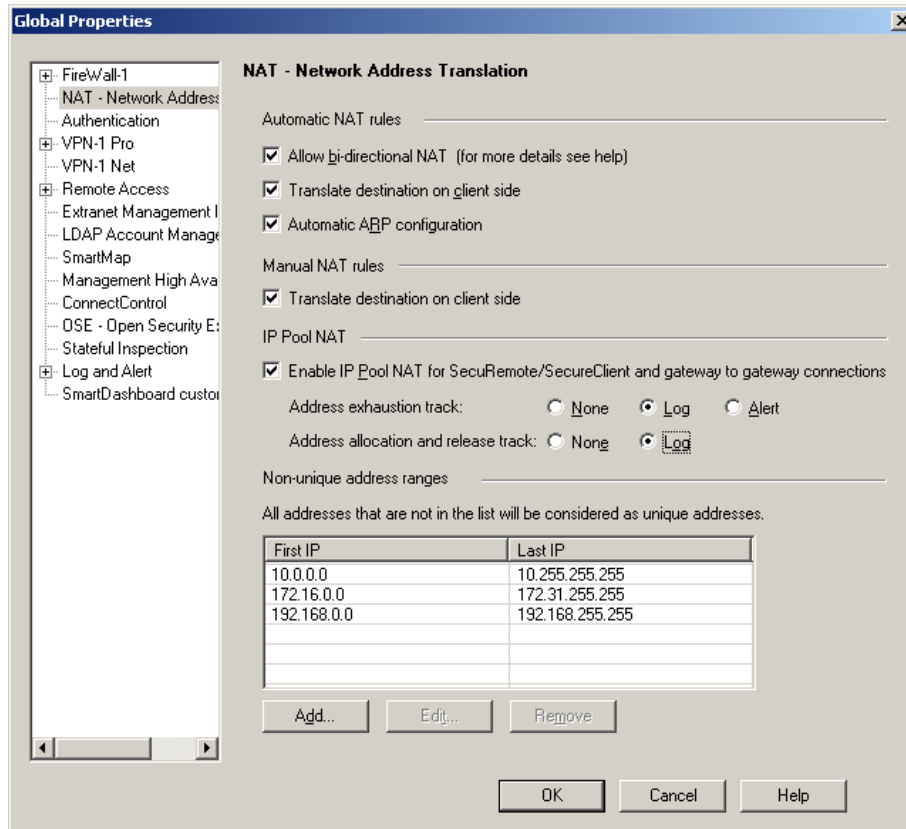 Global Properties
FireWall-1
NAT - Network Address
Authentication
VPN-1 Pro
VPN-1 Net
Remote Access
Extranet Management I
LDAP Account Manage
SmartMap
Management High Ava
ConnectControl
OSE - Open Security E
Stateful Inspection
Log and Alert
SmartDashboard custo
NAT - Network Address Translation
Automatic NAT rules
Allow bi-directional NAT (for more details see help)
Translate destination on client side
Automatic ARP configuration
Manual NAT rules
Translate destination on client side
IP Pool NAT
Enable IP Pool NAT for SecuRemote/SecureClient and gateway to gateway connections
Address exhaustion track: None Log Alert
Address allocation and release track: None Log
Non-unique address ranges
All addresses that are not in the list will be considered as unique addresses.
First IP Last IP
10.0.0.0 10.255.255.255
172.16.0.0 172.31.255.255
192.168.0.0 192.168.255.255
Add... Edit... Remove
OK Cancel Help